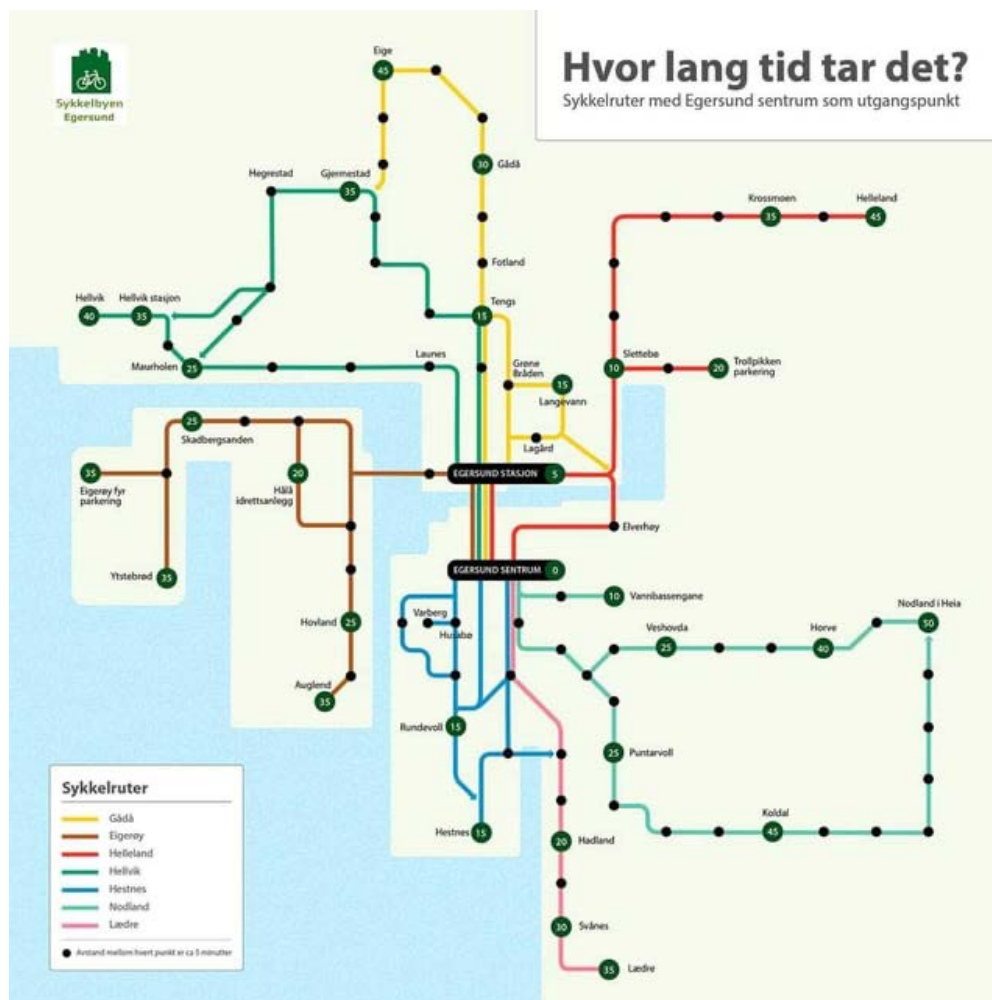 Sykkelbyen
Egersund
Hvor lang tid tar det?
Sykkelruter med Egersund sentrum som utgangspunkt
Eige
45
30 Gådå
Hegrestad
Gjermestad
35
Krossmoen
35
Helleland
45
Fotland
Hellvik
40
Hellvik stasjon
35
Tengs
15
Maurholen 25
Launes
Grøne
Bråden
15
Langevann
Slettebø
10
20 Trollpikken
parkering
25
Skadbergsanden
Lagård
35
Eigerøy fyr
parkering
20
Hålå
idrettsanlegg
EGERSUND STASJON 5
Elverhøy
Ytstebrød 35
EGERSUND SENTRUM 0
10 Vannbassengane
Varberg
Husabø
Hovland 25
Veshovda
25
Horve
40
Nodland i Heia
50
Auglend
35
Rundevoll 15
25 Puntarvoll
Hestnes 15
Koldal
45
20 Hadland
30 Svånes
35 Lædre
Sykkelruter
Gådå
Eigerøy
Helleland
Hellvik
Hestnes
Nodland
Lædre
Avstand mellom hvert punkt er ca 5 minutter